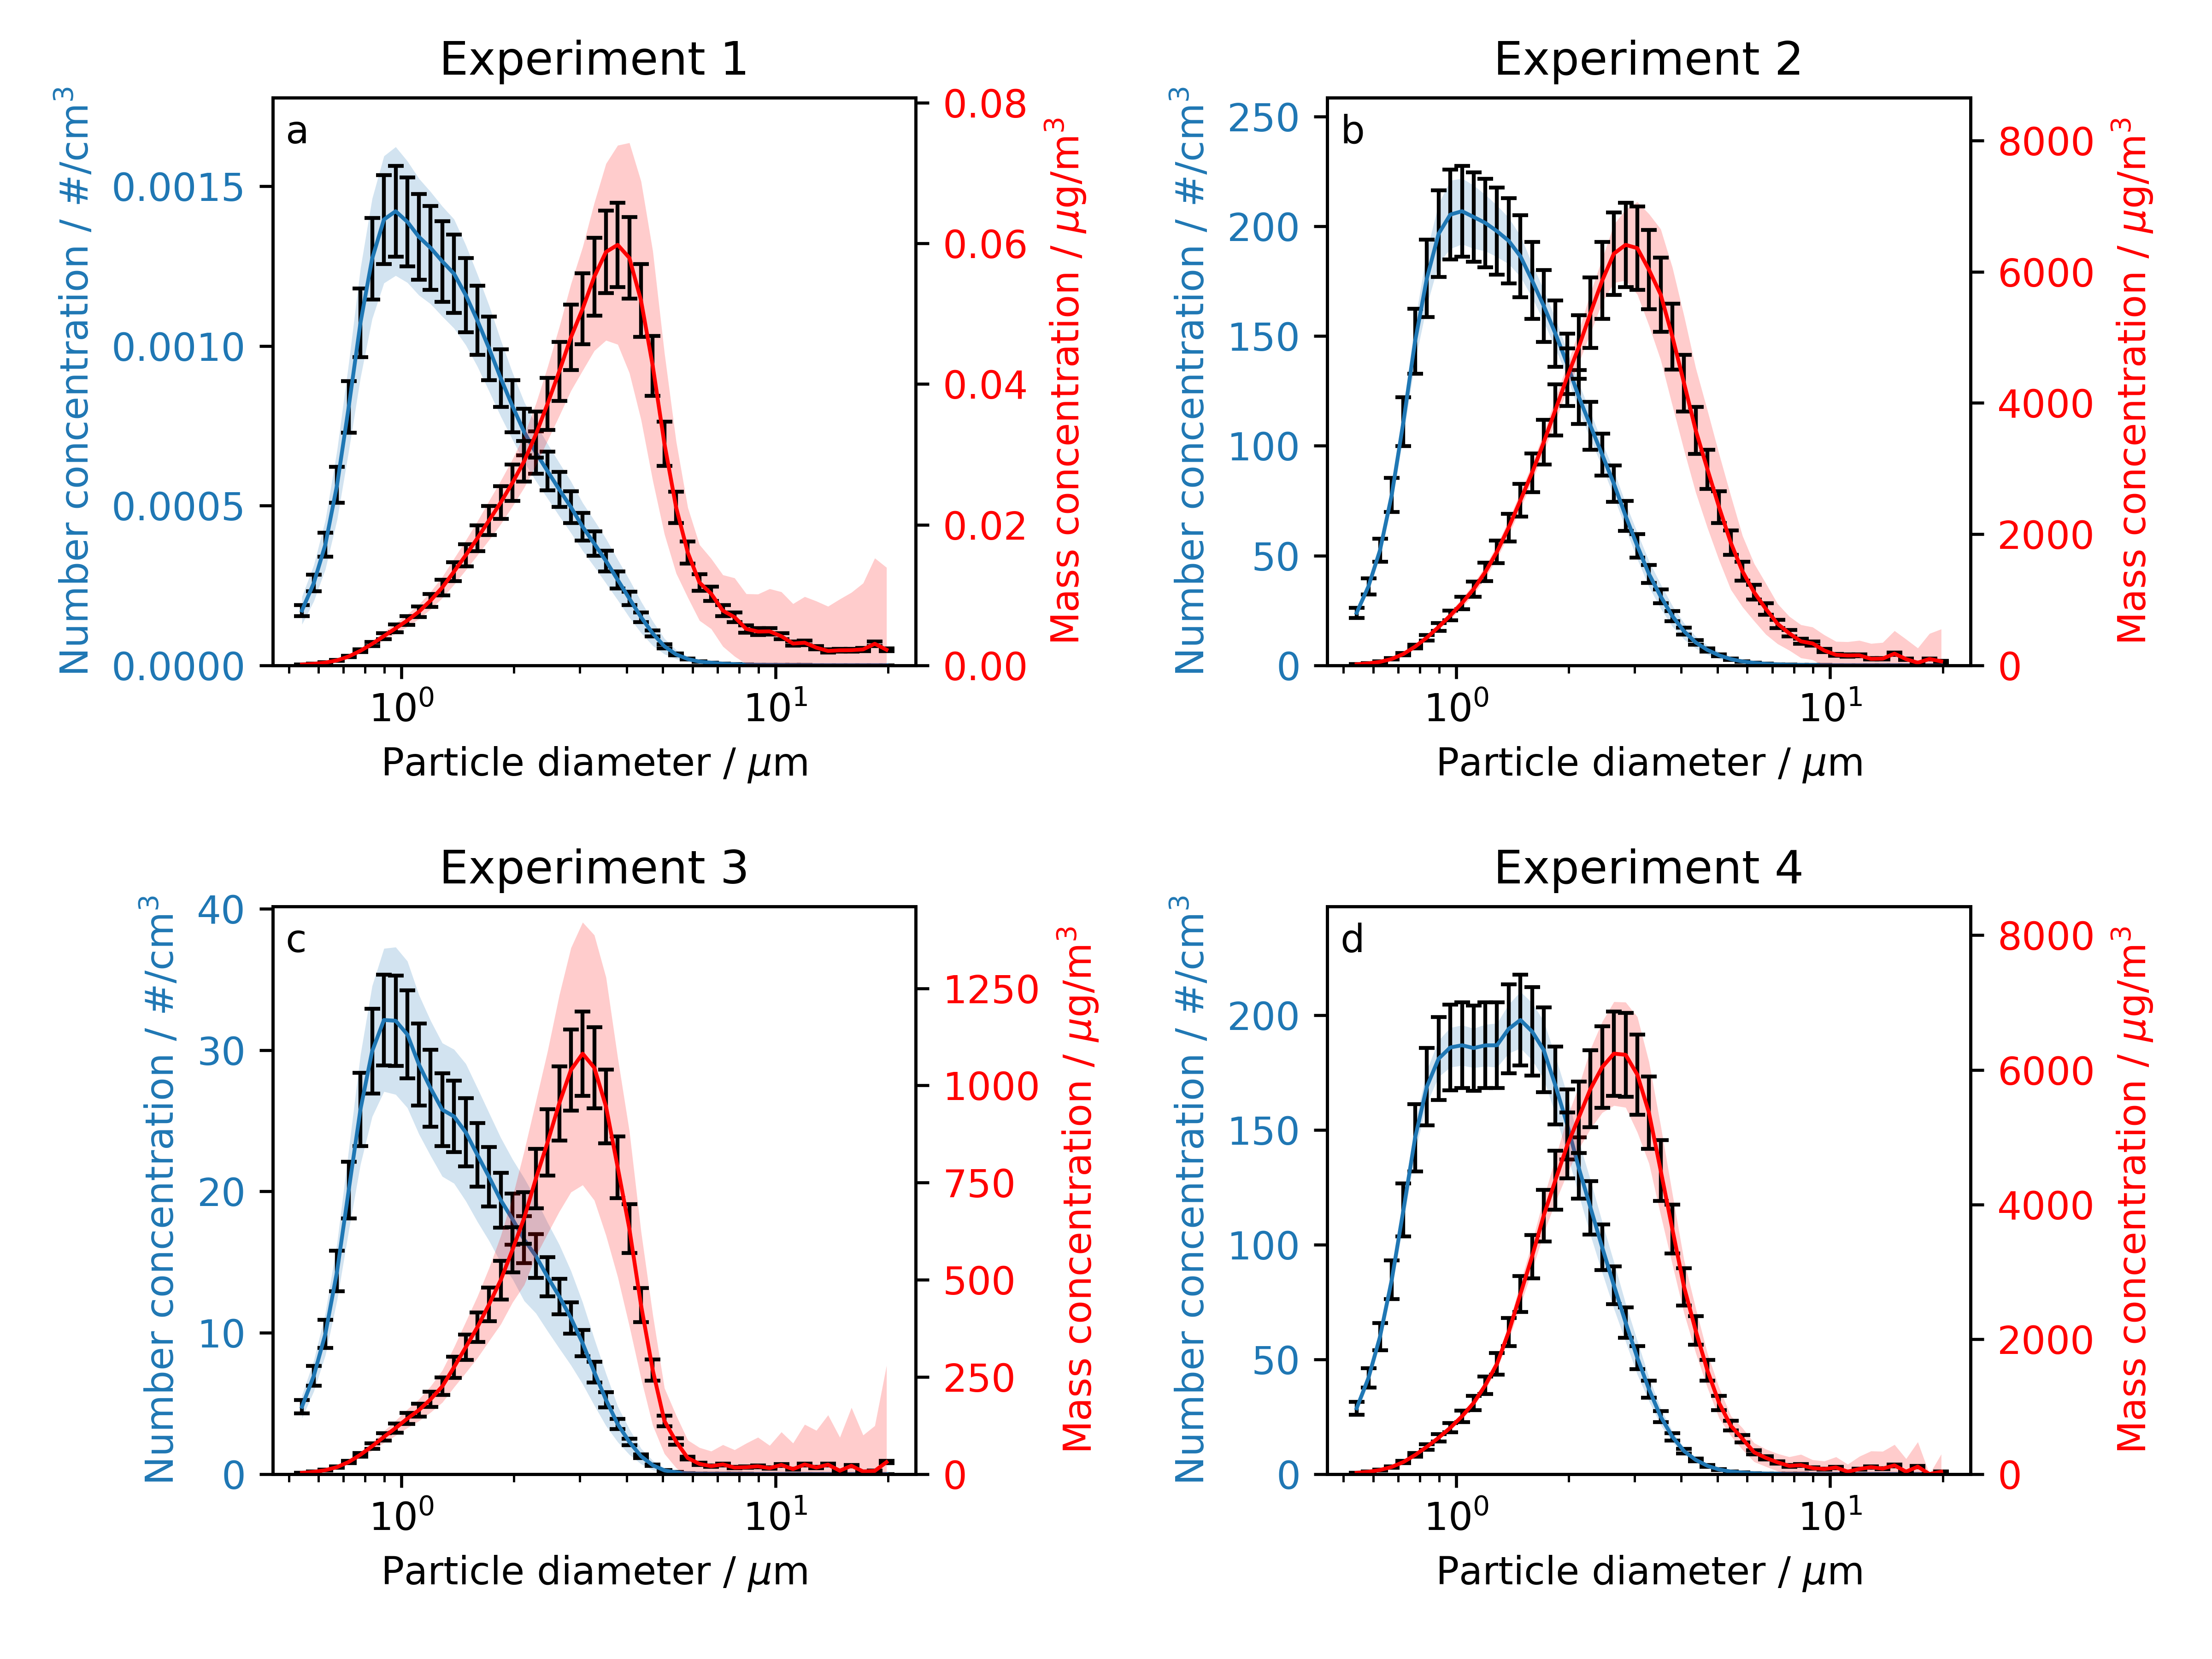 Experiment 1
a
Number concentration / #/cm³
0.0015
0.0010
0.0005
0.0000
0.08
0.06
0.04
0.02
0.00
Mass concentration / μg/m³
10⁰
10¹
Particle diameter / μm
Experiment 2
b
Number concentration / #/cm³
250
200
150
100
50
0
8000
6000
4000
2000
0
Mass concentration / μg/m³
10⁰
10¹
Particle diameter / μm
Experiment 3
c
Number concentration / #/cm³
40
30
20
10
0
1250
1000
750
500
250
0
Mass concentration / μg/m³
10⁰
10¹
Particle diameter / μm
Experiment 4
d
Number concentration / #/cm³
200
150
100
50
0
8000
6000
4000
2000
0
Mass concentration / μg/m³
10⁰
10¹
Particle diameter / μm